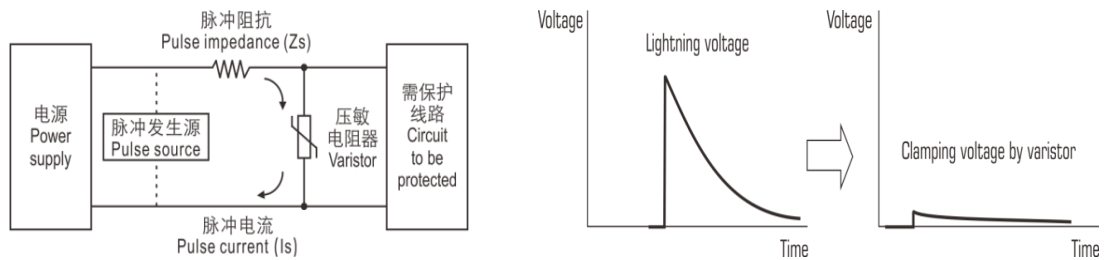 脉冲阻抗
Pulse impedance (Zs)
电源
Power
supply
脉冲发生源
Pulse source
压敏
电阻器
Varistor
需保护
线路
Circuit
to be
protected
脉冲电流
Pulse current (Is)
Voltage
Lightning voltage
Time
Voltage
Clamping voltage by varistor
Time